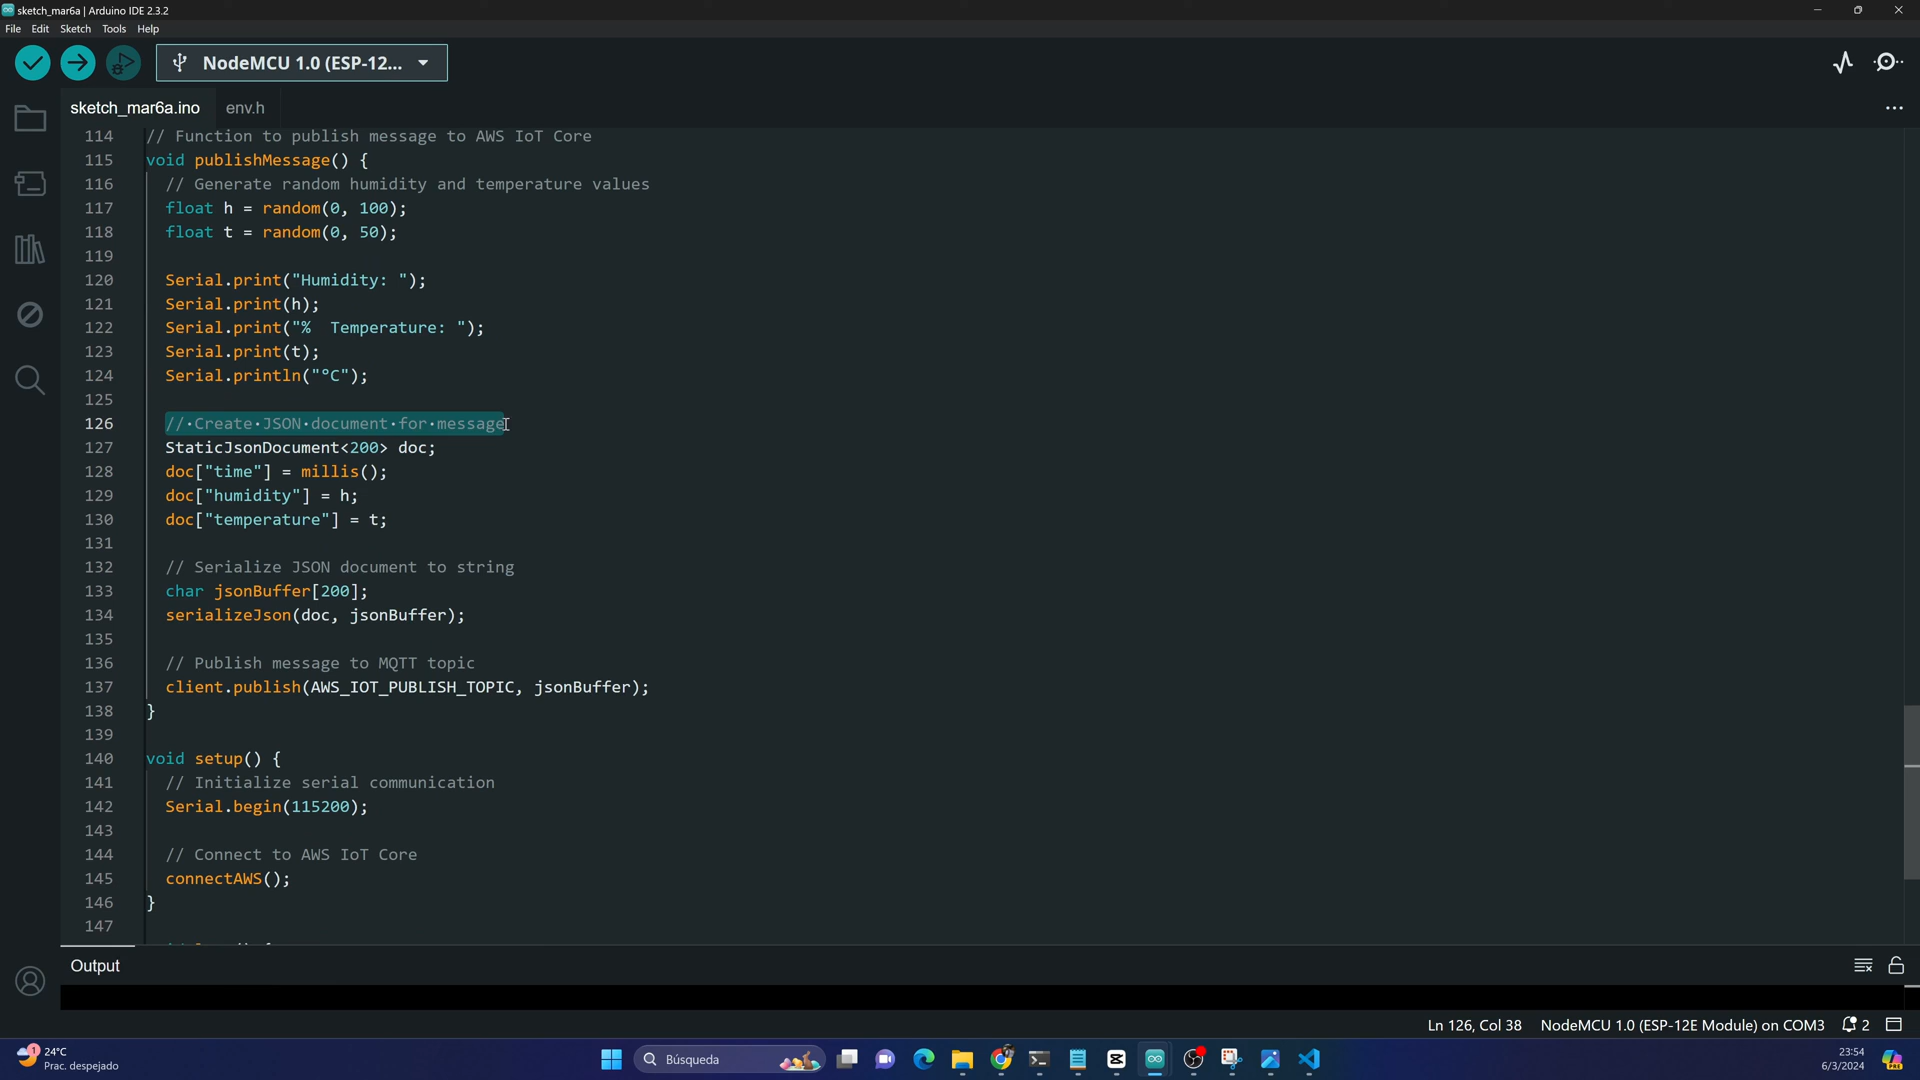 sketch_mar6a | Arduino IDE 2.3.2
File Edit Sketch Tools Help
NodeMCU 1.0 (ESP-12...
sketch_mar6a.ino env.h
114 // Function to publish message to AWS IoT Core
115 void publishMessage() {
116 // Generate random humidity and temperature values
117 float h = random(0, 100);
118 float t = random(0, 50);
119
120 Serial.print("Humidity: ");
121 Serial.print(h);
122 Serial.print("%  Temperature: ");
123 Serial.print(t);
124 Serial.println("°C");
125
126 //·Create·JSON·document·for·message
127 StaticJsonDocument<200> doc;
128 doc["time"] = millis();
129 doc["humidity"] = h;
130 doc["temperature"] = t;
131
132 // Serialize JSON document to string
133 char jsonBuffer[200];
134 serializeJson(doc, jsonBuffer);
135
136 // Publish message to MQTT topic
137 client.publish(AWS_IOT_PUBLISH_TOPIC, jsonBuffer);
138 }
139
140 void setup() {
141 // Initialize serial communication
142 Serial.begin(115200);
143
144 // Connect to AWS IoT Core
145 connectAWS();
146 }
147
Output
Ln 126, Col 38 NodeMCU 1.0 (ESP-12E Module) on COM3 2
1 24°C
Prac. despejado
Búsqueda
23:54
6/3/2024
PRE